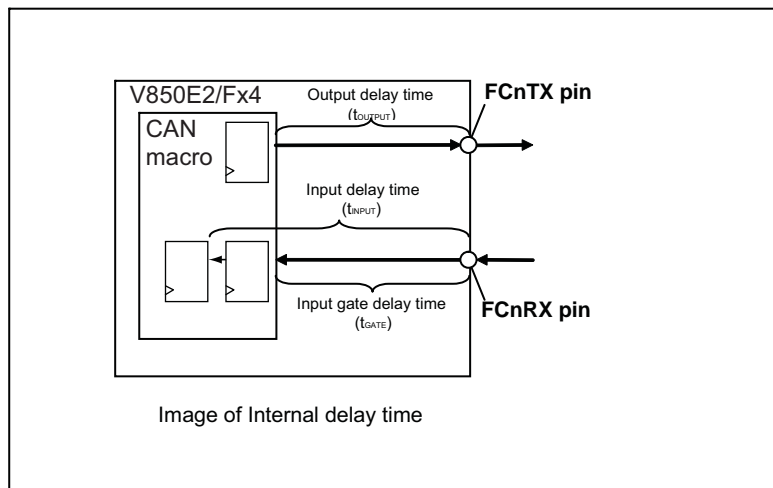 V850E2/Fx4
Output delay time
(tOUTPUT)
FCnTX pin
CAN
macro
Input delay time
(tINPUT)
Input gate delay time
(tGATE)
FCnRX pin
Image of Internal delay time